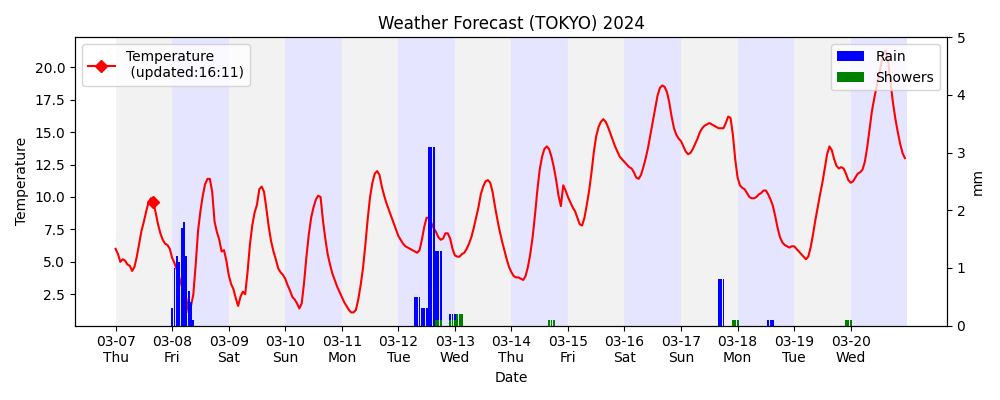 Weather Forecast (TOKYO) 2024
Temperature
(updated:16:11)
Rain
Showers
Temperature
20.0
17.5
15.0
12.5
10.0
7.5
5.0
2.5
5
4
3
2
1
0
mm
03-07 03-08 03-09 03-10 03-11 03-12 03-13 03-14 03-15 03-16 03-17 03-18 03-19 03-20
Thu Fri Sat Sun Mon Tue Wed Thu Fri Sat Sun Mon Tue Wed
Date